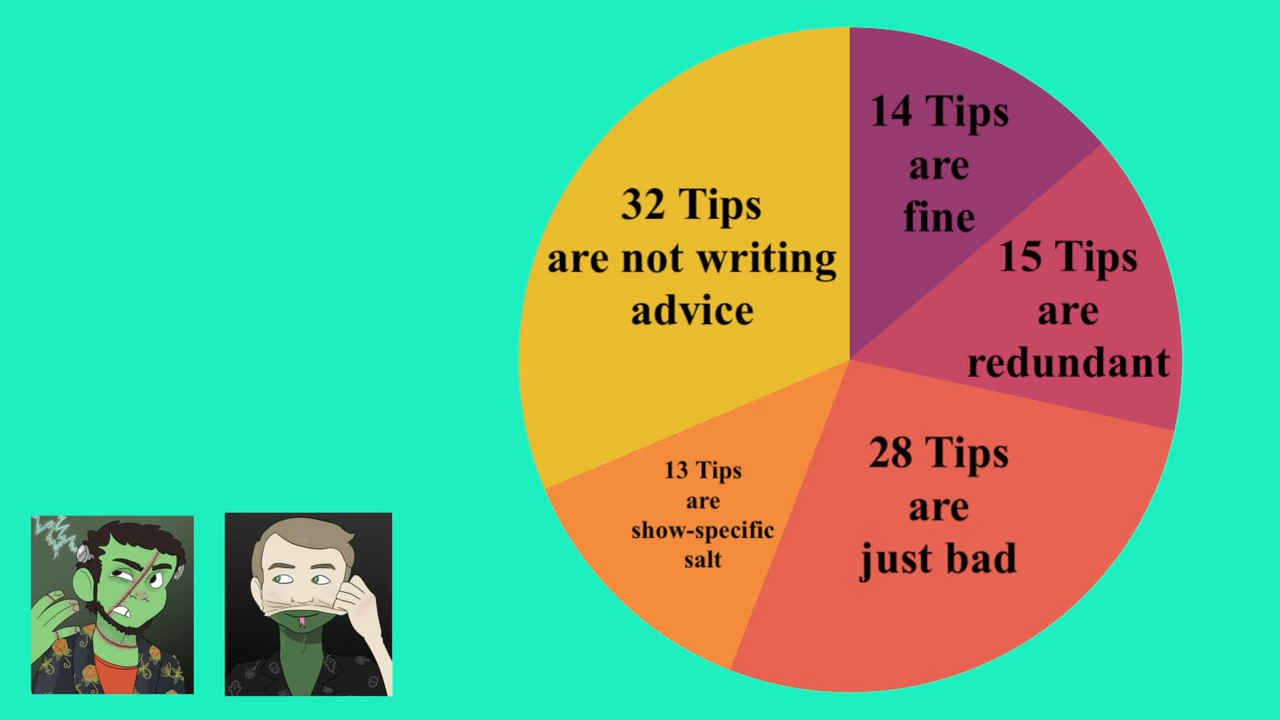 14 Tips
are
fine
15 Tips
are
redundant
28 Tips
are
just bad
13 Tips
are
show-specific
salt
32 Tips
are not writing
advice